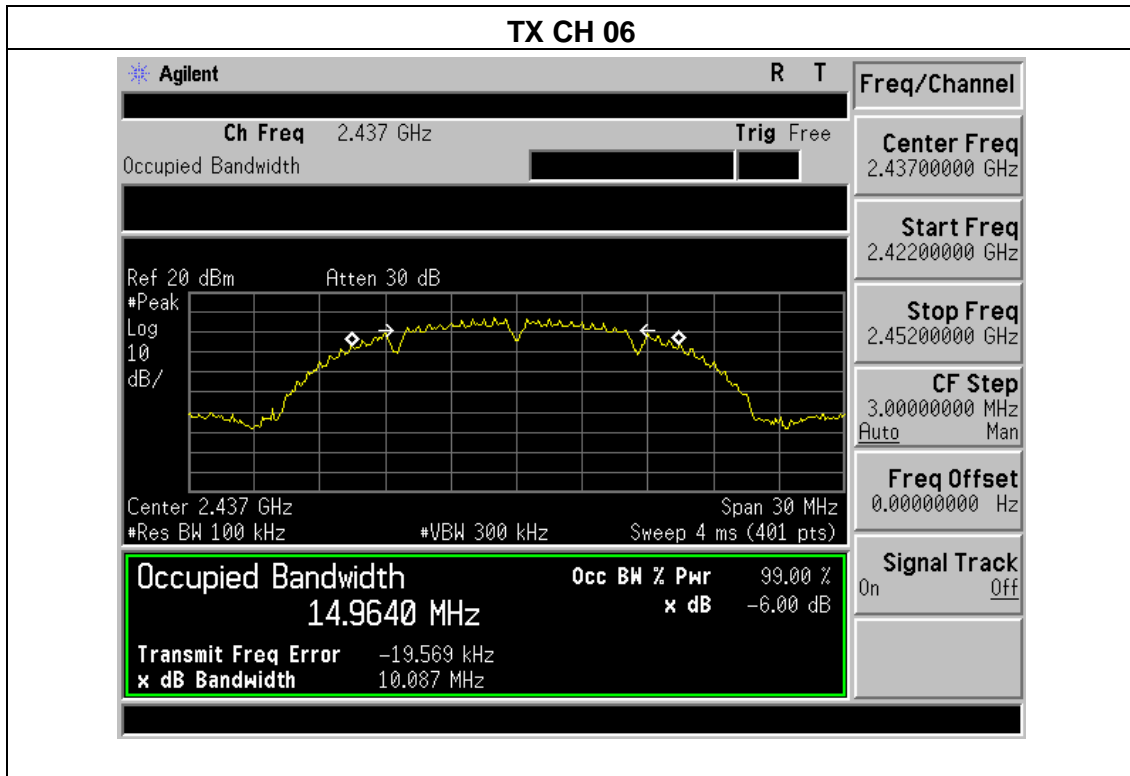 TX CH 06
Agilent R T
Freq/Channel
Ch Freq 2.437 GHz Trig Free
Occupied Bandwidth
Center Freq
2.43700000 GHz
Start Freq
2.42200000 GHz
Ref 20 dBm Atten 30 dB
#Peak
Log
10
dB/
Stop Freq
2.45200000 GHz
CF Step
3.00000000 MHz
Auto Man
Freq Offset
0.00000000 Hz
Center 2.437 GHz Span 30 MHz
#Res BW 100 kHz #VBW 300 kHz Sweep 4 ms (401 pts)
Signal Track
On Off
Occupied Bandwidth Occ BW % Pwr 99.00 %
14.9640 MHz x dB -6.00 dB
Transmit Freq Error -19.569 kHz
x dB Bandwidth 10.087 MHz